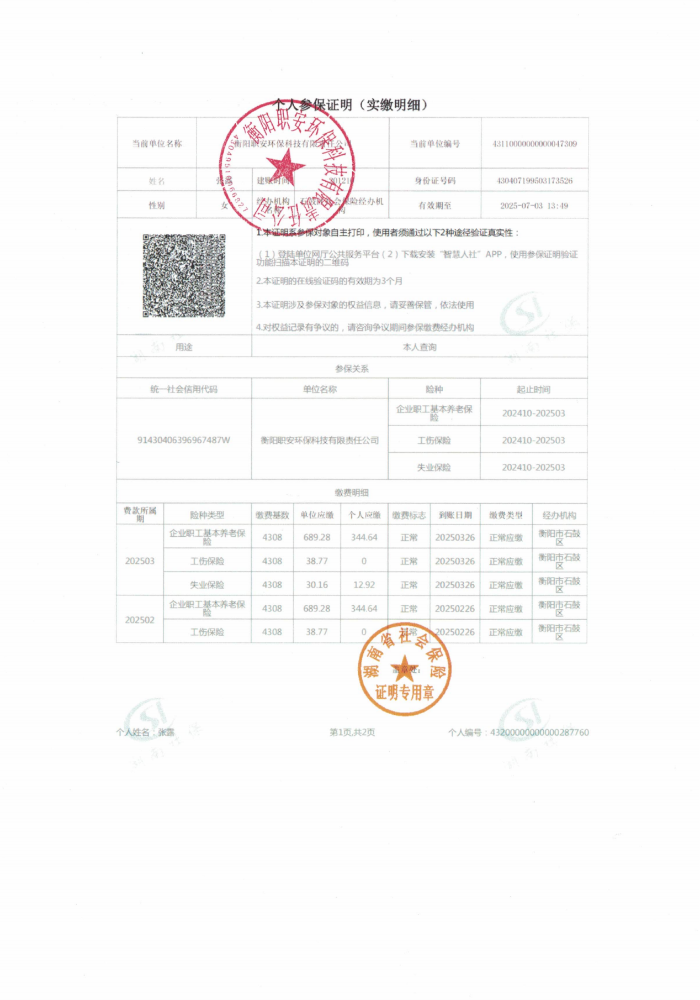 个人参保证明（实缴明细）
当前单位名称 衡阳职安环保科技有限责任公司 当前单位编号 43110000000000047309
姓名 张露 建账时间 201210 身份证号码 430407199503173526
性别 女 经办机构名称 石鼓区社会保险经办机构 有效期至 2025-07-03 13:49
1.本证明系参保对象自主打印，使用者须通过以下2种途径验证真实性：
（1）登陆单位网厅公共服务平台（2）下载安装“智慧人社”APP，使用参保证明验证
功能扫描本证明的二维码
2.本证明的在线验证码的有效期为3个月
3.本证明涉及参保对象的权益信息，请妥善保管，依法使用
4.对权益记录有争议的，请咨询争议期间参保缴费经办机构
用途 本人查询
参保关系
统一社会信用代码 单位名称 险种 起止时间
91430406396967487W 衡阳职安环保科技有限责任公司 企业职工基本养老保险 202410-202503
工伤保险 202410-202503
失业保险 202410-202503
缴费明细
费款所属期 险种类型 缴费基数 单位应缴 个人应缴 缴费标志 到账日期 缴费类型 经办机构
202503 企业职工基本养老保险 4308 689.28 344.64 正常 20250326 正常应缴 衡阳市石鼓区
工伤保险 4308 38.77 0 正常 20250326 正常应缴 衡阳市石鼓区
失业保险 4308 30.16 12.92 正常 20250326 正常应缴 衡阳市石鼓区
202502 企业职工基本养老保险 4308 689.28 344.64 正常 20250226 正常应缴 衡阳市石鼓区
工伤保险 4308 38.77 0 正常 20250226 正常应缴 衡阳市石鼓区
盖章处：
湖南省社会保险
证明专用章
衡阳职安环保科技有限责任公司
个人姓名：张露 第1页,共2页 个人编号：43200000000000287760
湖南社保